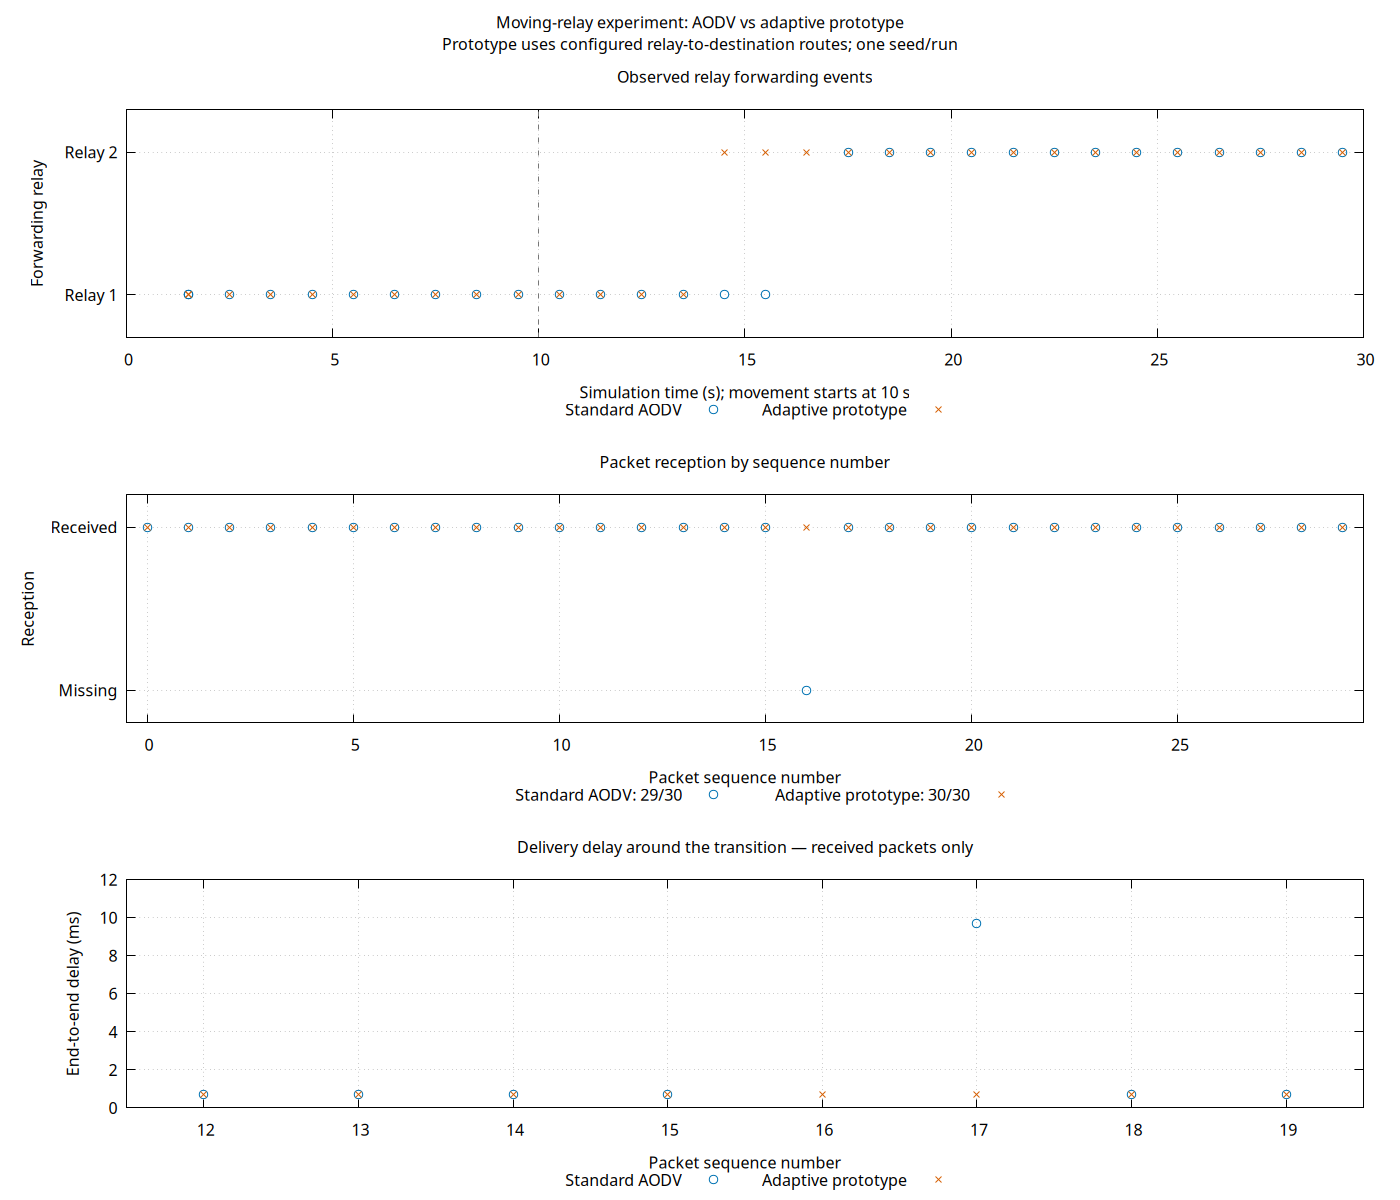 Moving-relay experiment: AODV vs adaptive prototype
Prototype uses configured relay-to-destination routes; one seed/run
Observed relay forwarding events
Forwarding relay
Relay 2
Relay 1
0 5 10 15 20 25 30
Simulation time (s); movement starts at 10 s
Standard AODV Adaptive prototype
Packet reception by sequence number
Reception
Received
Missing
0 5 10 15 20 25
Packet sequence number
Standard AODV: 29/30 Adaptive prototype: 30/30
Delivery delay around the transition — received packets only
End-to-end delay (ms)
12
10
8
6
4
2
0
12 13 14 15 16 17 18 19
Packet sequence number
Standard AODV Adaptive prototype